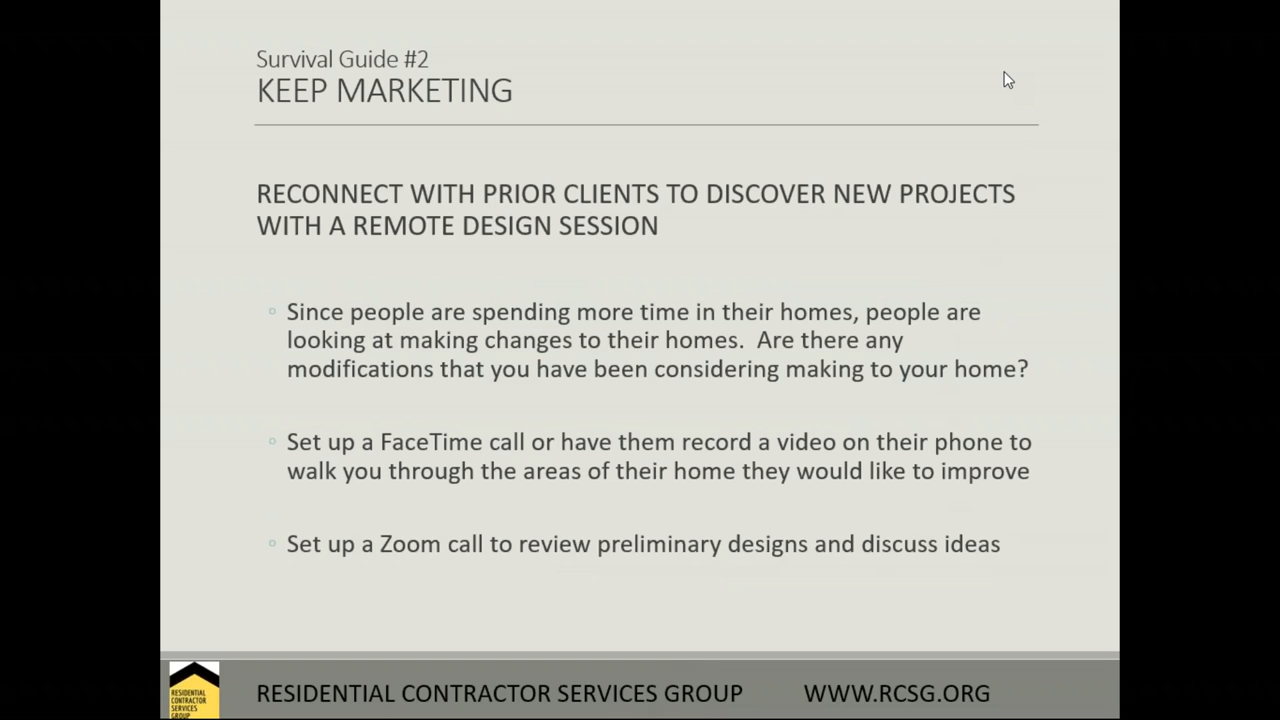 Survival Guide #2
KEEP MARKETING
RECONNECT WITH PRIOR CLIENTS TO DISCOVER NEW PROJECTS
WITH A REMOTE DESIGN SESSION
Since people are spending more time in their homes, people are
looking at making changes to their homes.  Are there any
modifications that you have been considering making to your home?
Set up a FaceTime call or have them record a video on their phone to
walk you through the areas of their home they would like to improve
Set up a Zoom call to review preliminary designs and discuss ideas
RESIDENTIAL
CONTRACTOR
SERVICES
GROUP
RESIDENTIAL CONTRACTOR SERVICES GROUP WWW.RCSG.ORG